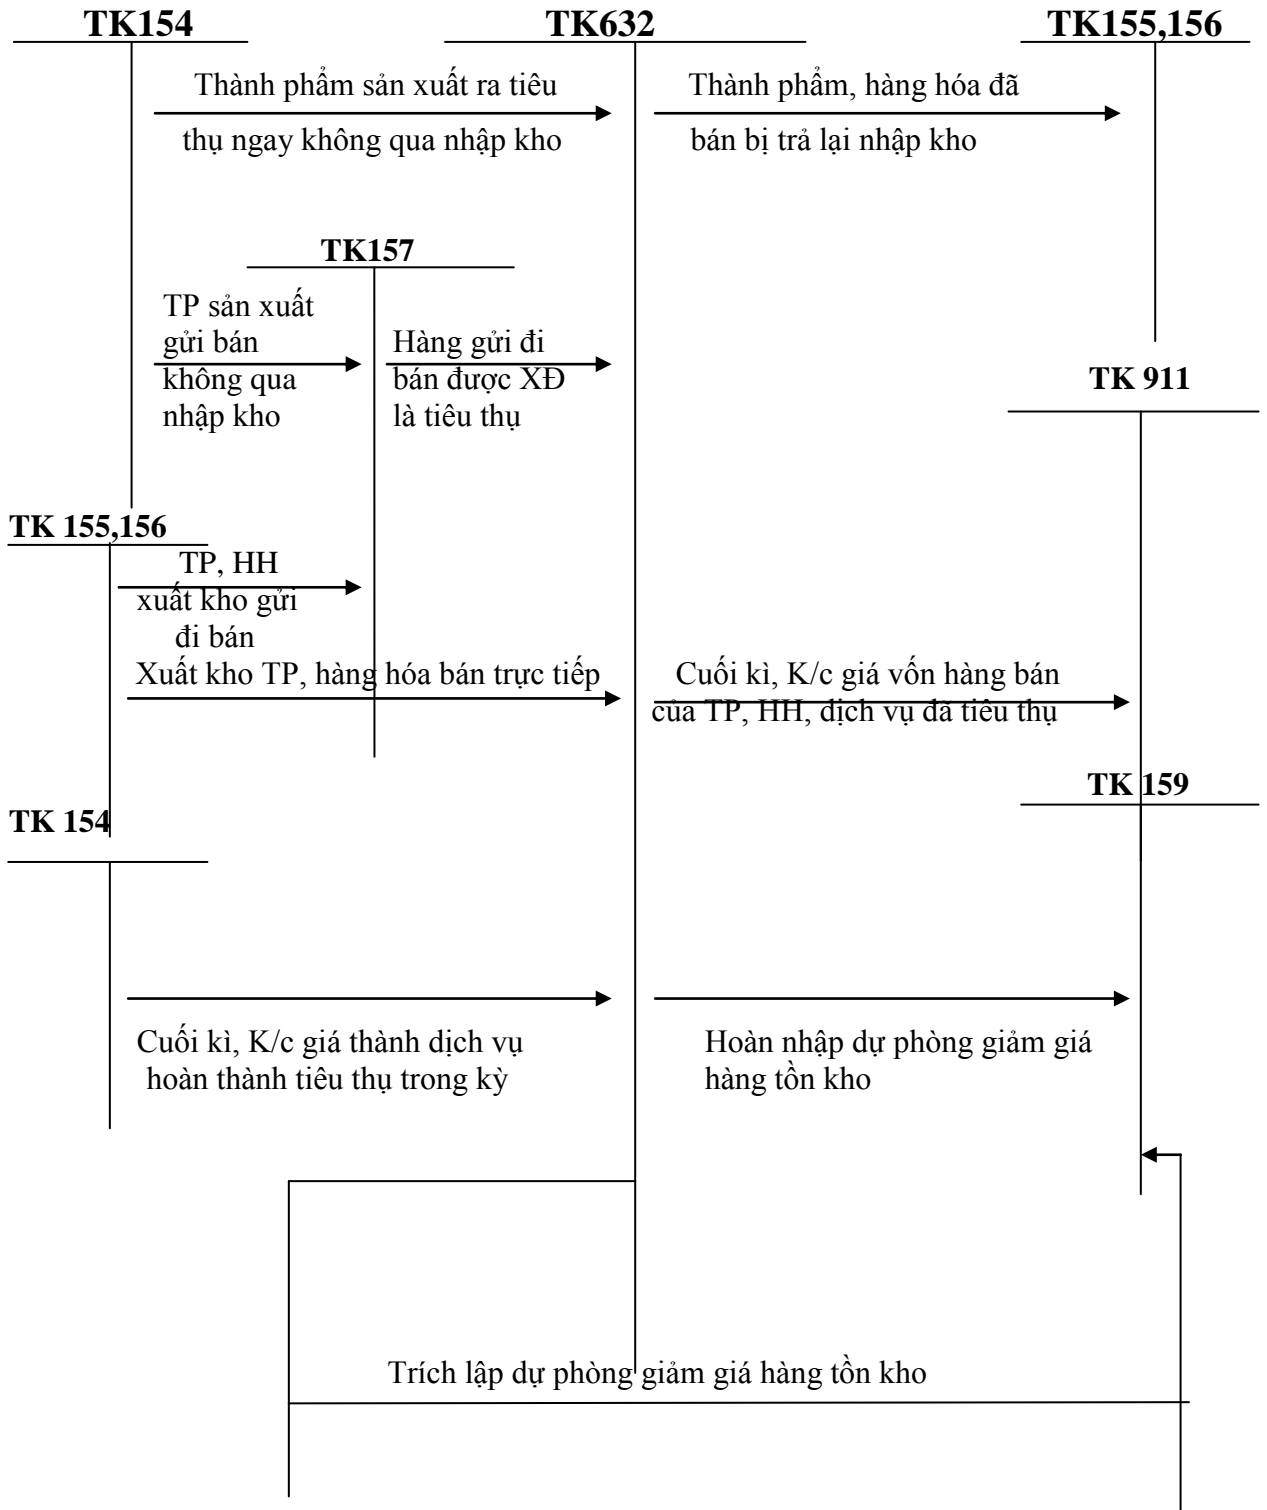 TK154
TK632
TK155,156
Thành phẩm sản xuất ra tiêu
thụ ngay không qua nhập kho
Thành phẩm, hàng hóa đã
bán bị trả lại nhập kho
TK157
TP sản xuất
gửi bán
không qua
nhập kho
Hàng gửi đi
bán được XĐ
là tiêu thụ
TK 911
TK 155,156
TP, HH
xuất kho gửi
đi bán
Xuất kho TP, hàng hóa bán trực tiếp
Cuối kì, K/c giá vốn hàng bán
của TP, HH, dịch vụ đã tiêu thụ
TK 159
TK 154
Cuối kì, K/c giá thành dịch vụ
hoàn thành tiêu thụ trong kỳ
Hoàn nhập dự phòng giảm giá
hàng tồn kho
Trích lập dự phòng giảm giá hàng tồn kho